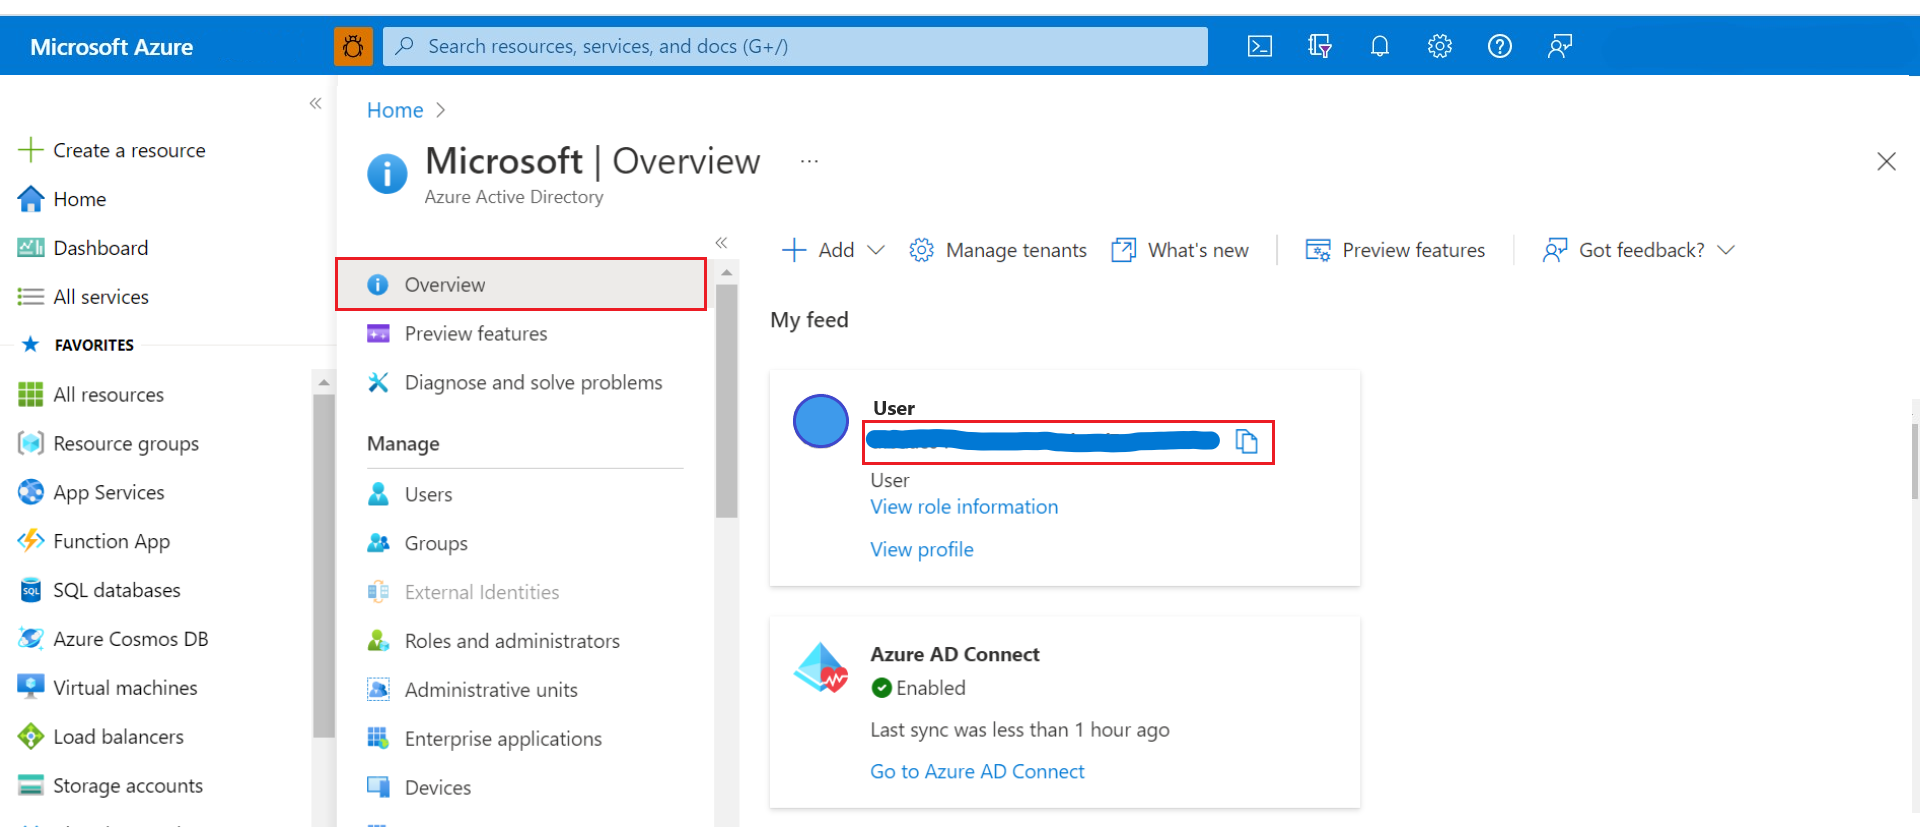 Microsoft Azure
Search resources, services, and docs (G+/)
Create a resource
Home
Dashboard
All services
FAVORITES
All resources
Resource groups
App Services
Function App
SQL databases
Azure Cosmos DB
Virtual machines
Load balancers
Storage accounts
Home
Microsoft | Overview
Azure Active Directory
Overview
Preview features
Diagnose and solve problems
Manage
Users
Groups
External Identities
Roles and administrators
Administrative units
Enterprise applications
Devices
Add
Manage tenants
What's new
Preview features
Got feedback?
My feed
User
User
View role information
View profile
Azure AD Connect
Enabled
Last sync was less than 1 hour ago
Go to Azure AD Connect